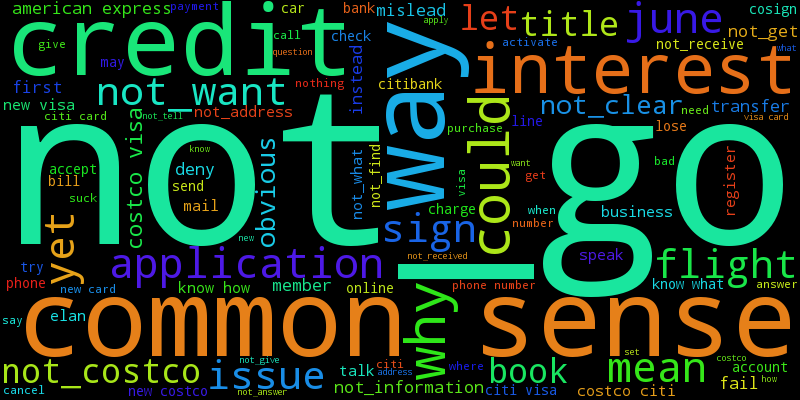 american express
payment
car
bank
mislead
let
title
june
cosign
apply
credit
give
call
check
question
may
way
activate
not_get
not_receive
what
interest
first
not_want
nothing
instead
citibank
could
not_clear
transfer
new visa
citi card
not_tell
not_address
line
need
visa card
not_go
costco visa
know
purchase
lose
accept
deny
obvious
not_what
not_find
visa
want
bad
bill
send
get
register
suck
mail
charge
when
business
yet
new
sign
number
not_received
speak
flight
try
application
phone
new card
know how
member
online
why
phone number
know what
answer
common sense
say
elan
set
costco
not_costco
issue
not_give
talk
citi
address
where
book
mean
account
fail
how
cancel
new costco
not_answer
not_information
citi visa
costco citi